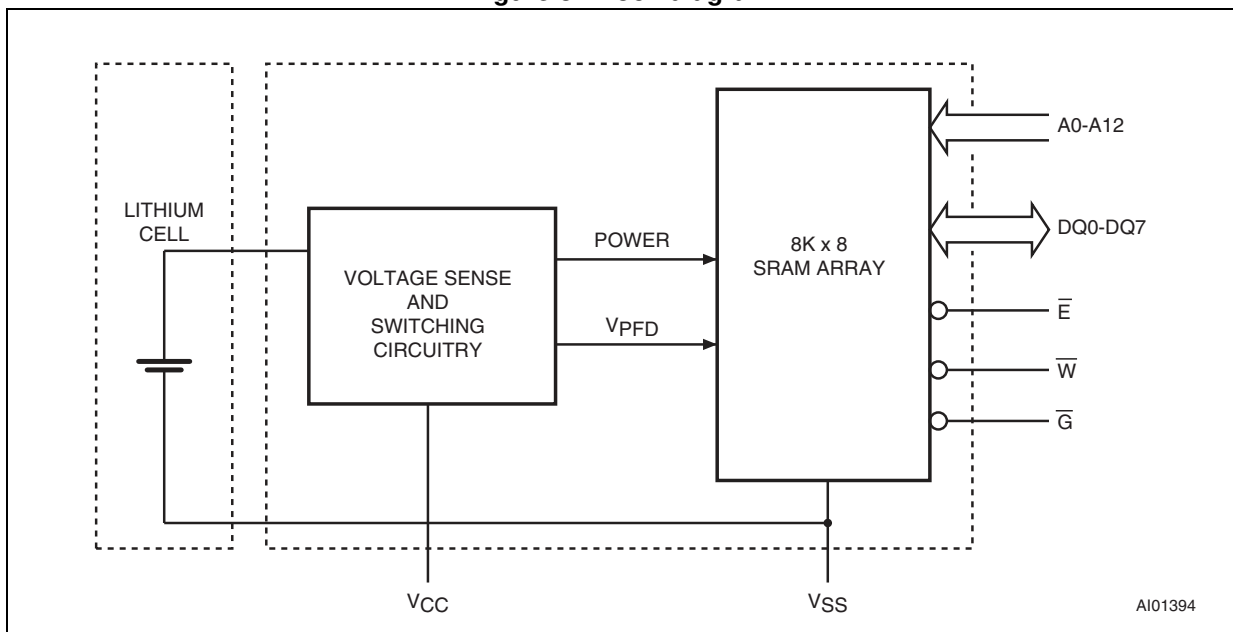 LITHIUM
CELL
VOLTAGE SENSE
AND
SWITCHING
CIRCUITRY
POWER
VPFD
8K x 8
SRAM ARRAY
A0-A12
DQ0-DQ7
E̅
W̅
G̅
VCC
VSS
AI01394